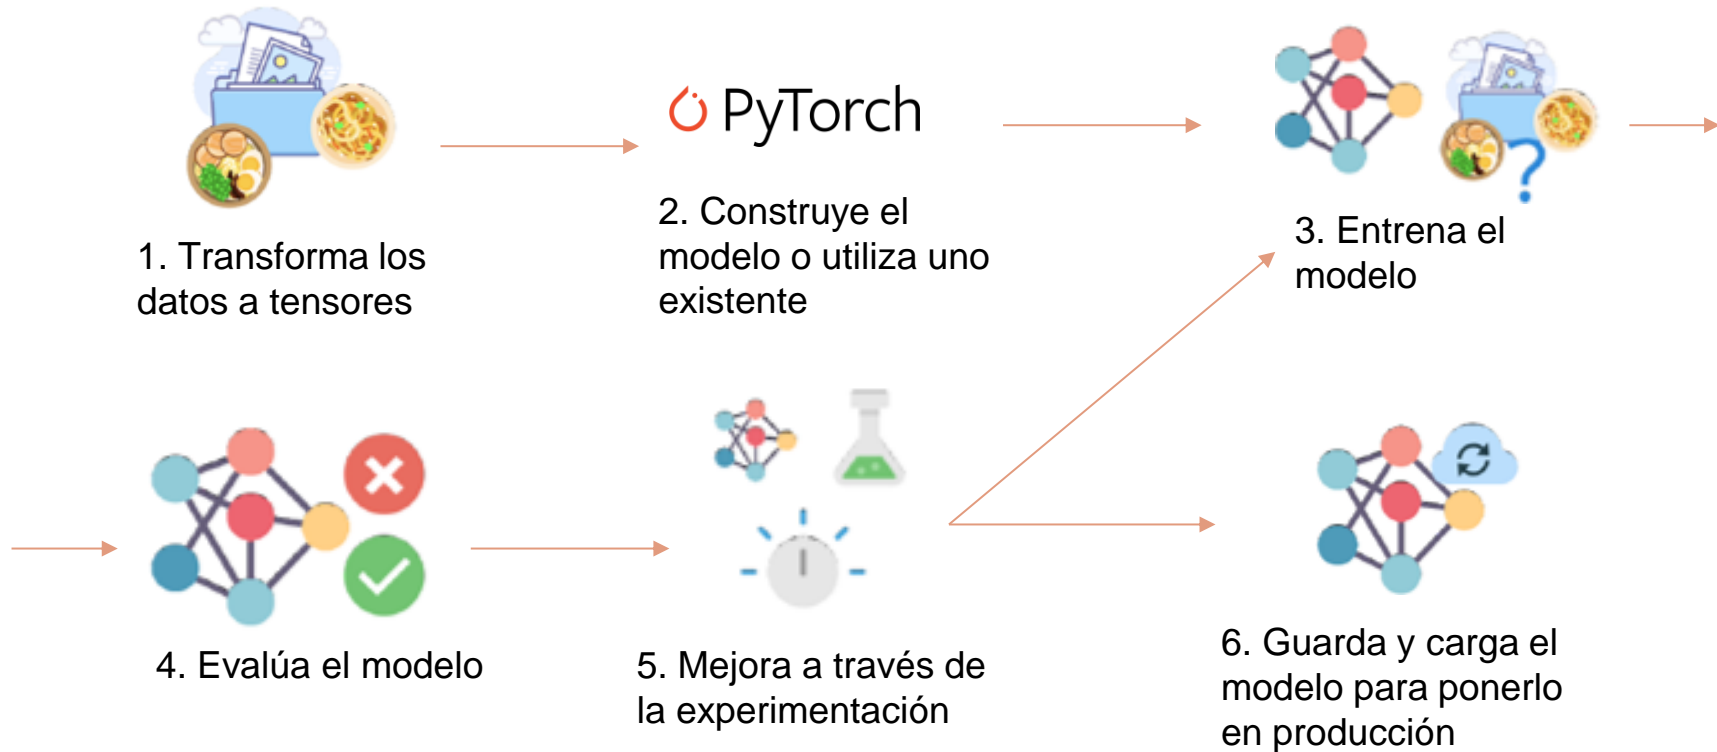 PyTorch
1. Transforma los
datos a tensores
2. Construye el
modelo o utiliza uno
existente
3. Entrena el
modelo
?
4. Evalúa el modelo
5. Mejora a través de
la experimentación
6. Guarda y carga el
modelo para ponerlo
en producción